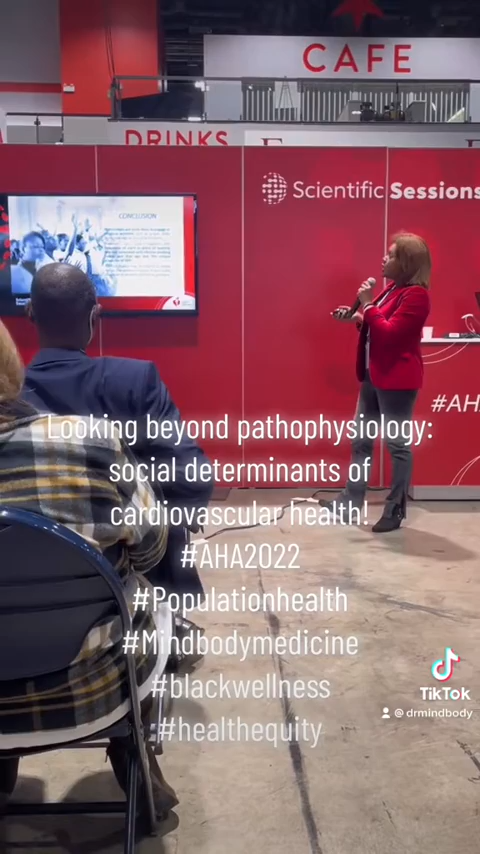 CAFE
DRINKS
Scientific Sessions
CONCLUSION
#AH
Looking beyond pathophysiology:
social determinants of
cardiovascular health!
#AHA2022
#Populationhealth
#Mindbodymedicine
#blackwellness
#healthequity
TikTok
@drmindbody